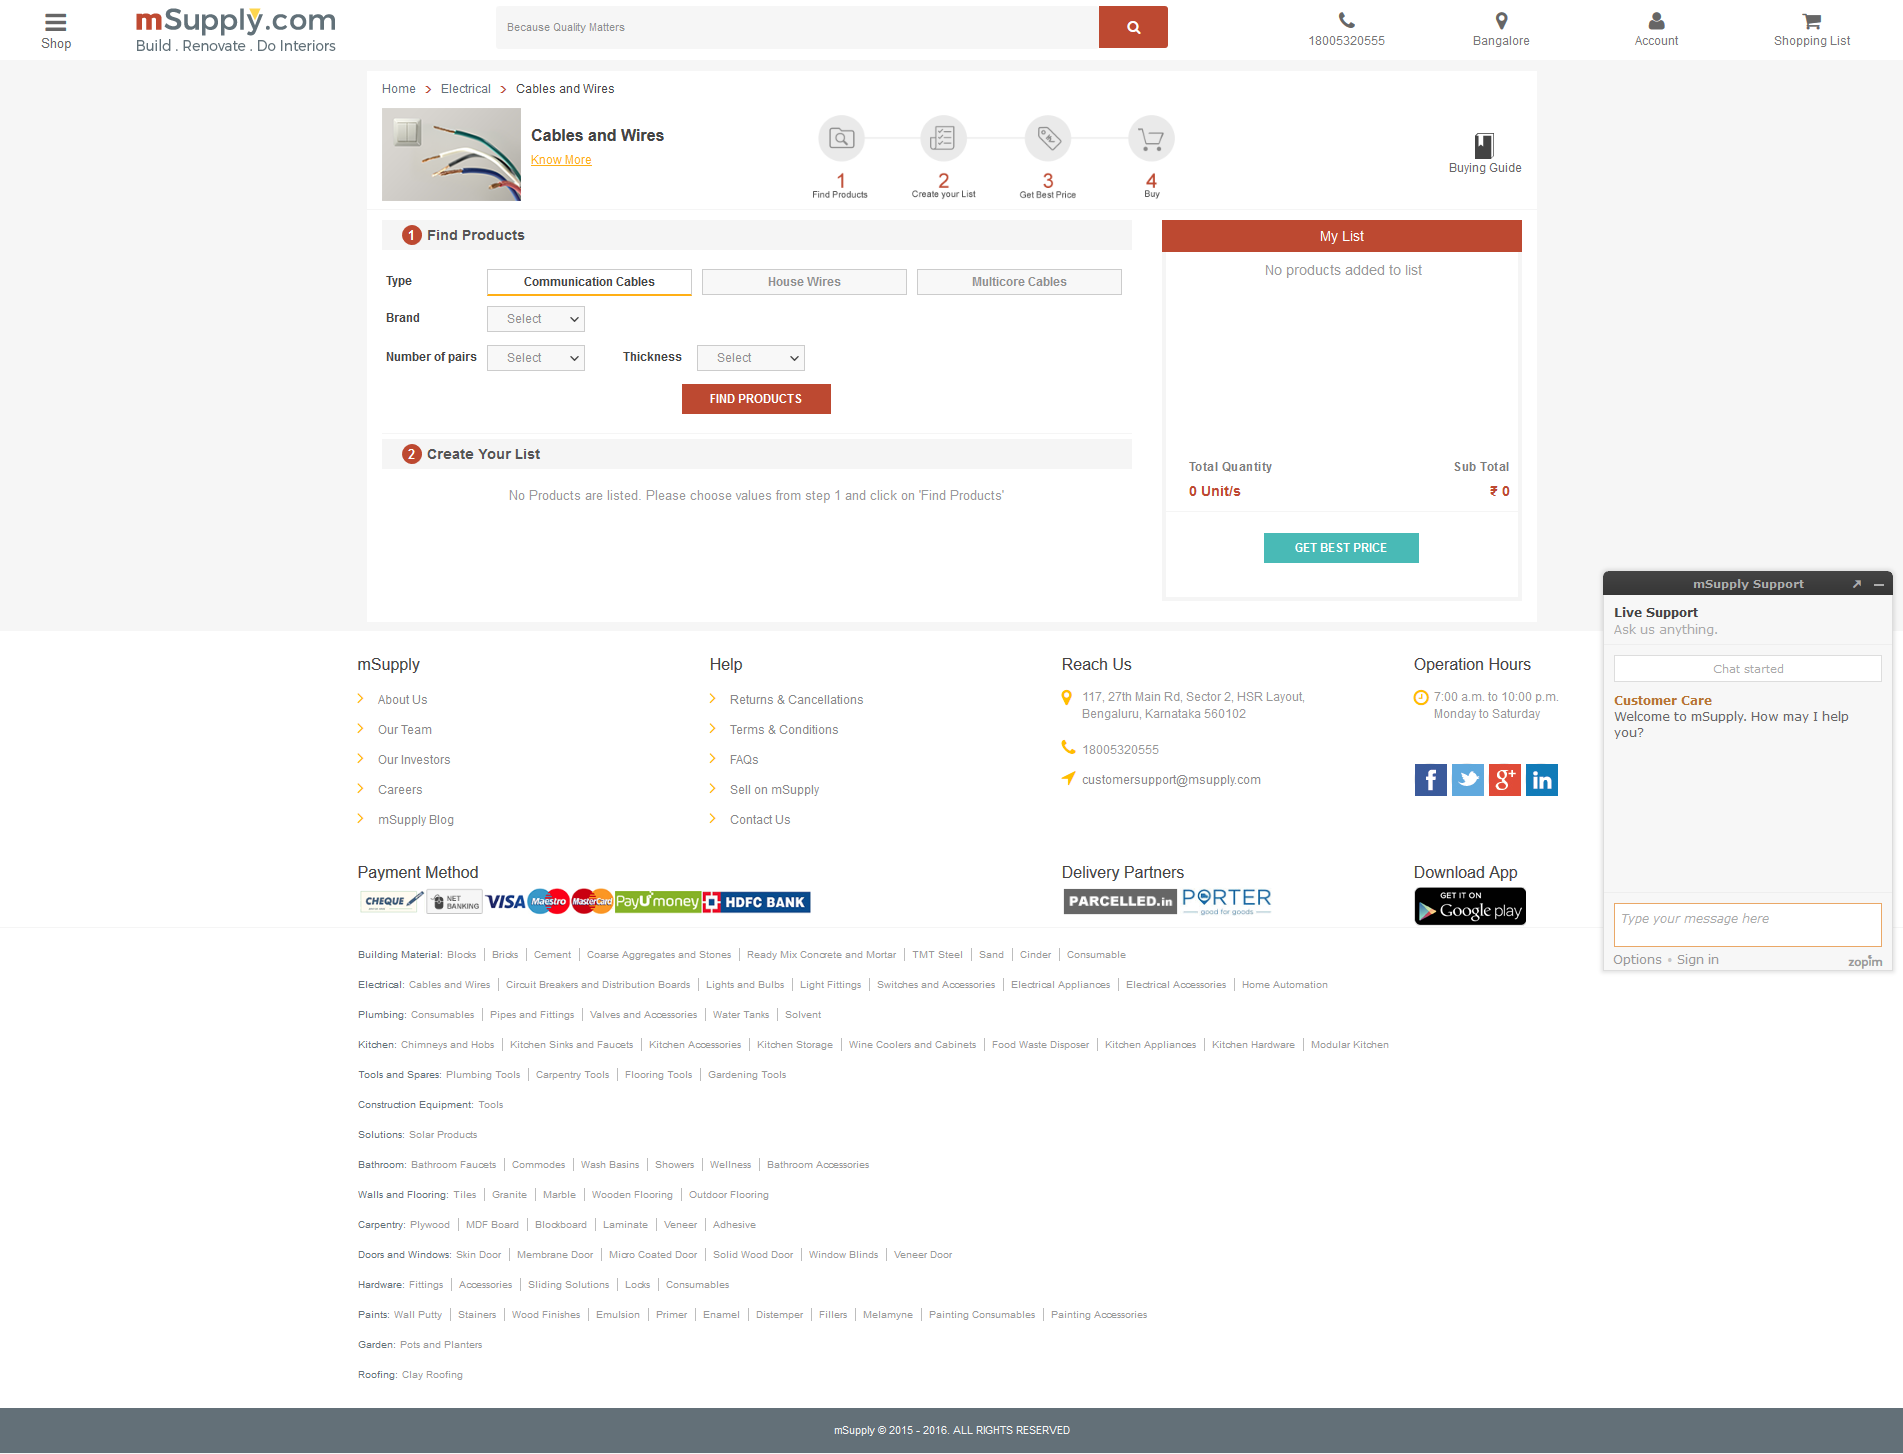 Shop
mSupply.com
Build . Renovate . Do Interiors
Because Quality Matters
18005320555
Bangalore
Account
Shopping List
Home > Electrical > Cables and Wires
Cables and Wires
Know More
1
Find Products
2
Create your List
3
Get Best Price
4
Buy
Buying Guide
1 Find Products
Type
Communication Cables
House Wires
Multicore Cables
Brand
Select
Number of pairs
Select
Thickness
Select
FIND PRODUCTS
2 Create Your List
No Products are listed. Please choose values from step 1 and click on 'Find Products'
My List
No products added to list
Total Quantity
Sub Total
0 Unit/s
₹ 0
GET BEST PRICE
mSupply Support
Live Support
Ask us anything.
Chat started
Customer Care
Welcome to mSupply. How may I help
you?
Type your message here
Options • Sign in
zopim
mSupply
About Us
Our Team
Our Investors
Careers
mSupply Blog
Help
Returns & Cancellations
Terms & Conditions
FAQs
Sell on mSupply
Contact Us
Reach Us
117, 27th Main Rd, Sector 2, HSR Layout,
Bengaluru, Karnataka 560102
18005320555
customersupport@msupply.com
Operation Hours
7:00 a.m. to 10:00 p.m.
Monday to Saturday
f
g+
in
Payment Method
CHEQUE
NET
BANKING
VISA
Maestro
MasterCard
PayUmoney
HDFC BANK
Delivery Partners
PARCELLED.in
PORTER
good for goods
Download App
GET IT ON
Google play
Building Material: Blocks | Bricks | Cement | Coarse Aggregates and Stones | Ready Mix Concrete and Mortar | TMT Steel | Sand | Cinder | Consumable
Electrical: Cables and Wires | Circuit Breakers and Distribution Boards | Lights and Bulbs | Light Fittings | Switches and Accessories | Electrical Appliances | Electrical Accessories | Home Automation
Plumbing: Consumables | Pipes and Fittings | Valves and Accessories | Water Tanks | Solvent
Kitchen: Chimneys and Hobs | Kitchen Sinks and Faucets | Kitchen Accessories | Kitchen Storage | Wine Coolers and Cabinets | Food Waste Disposer | Kitchen Appliances | Kitchen Hardware | Modular Kitchen
Tools and Spares: Plumbing Tools | Carpentry Tools | Flooring Tools | Gardening Tools
Construction Equipment: Tools
Solutions: Solar Products
Bathroom: Bathroom Faucets | Commodes | Wash Basins | Showers | Wellness | Bathroom Accessories
Walls and Flooring: Tiles | Granite | Marble | Wooden Flooring | Outdoor Flooring
Carpentry: Plywood | MDF Board | Blockboard | Laminate | Veneer | Adhesive
Doors and Windows: Skin Door | Membrane Door | Micro Coated Door | Solid Wood Door | Window Blinds | Veneer Door
Hardware: Fittings | Accessories | Sliding Solutions | Locks | Consumables
Paints: Wall Putty | Stainers | Wood Finishes | Emulsion | Primer | Enamel | Distemper | Fillers | Melamyne | Painting Consumables | Painting Accessories
Garden: Pots and Planters
Roofing: Clay Roofing
mSupply © 2015 - 2016. ALL RIGHTS RESERVED